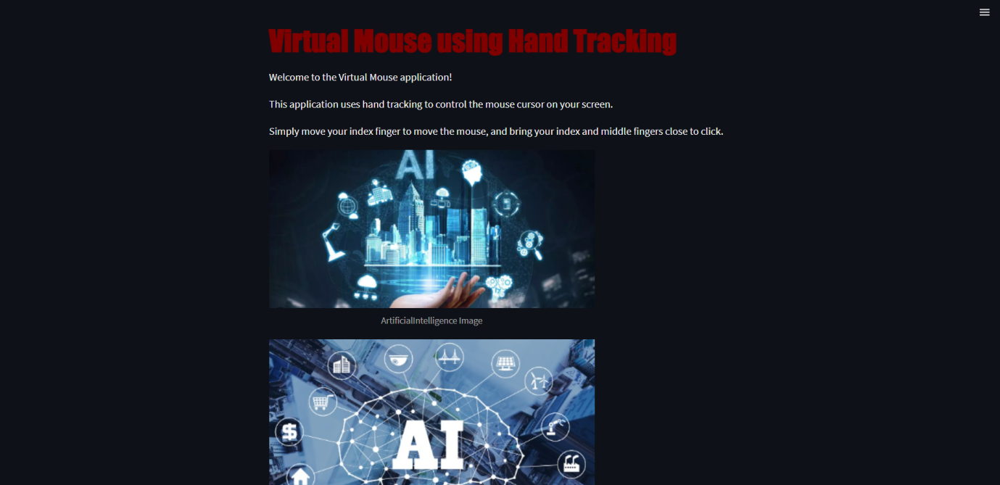 Virtual Mouse using Hand Tracking
Welcome to the Virtual Mouse application!
This application uses hand tracking to control the mouse cursor on your screen.
Simply move your index finger to move the mouse, and bring your index and middle fingers close to click.
AI
ArtificialIntelligence Image
$
AI